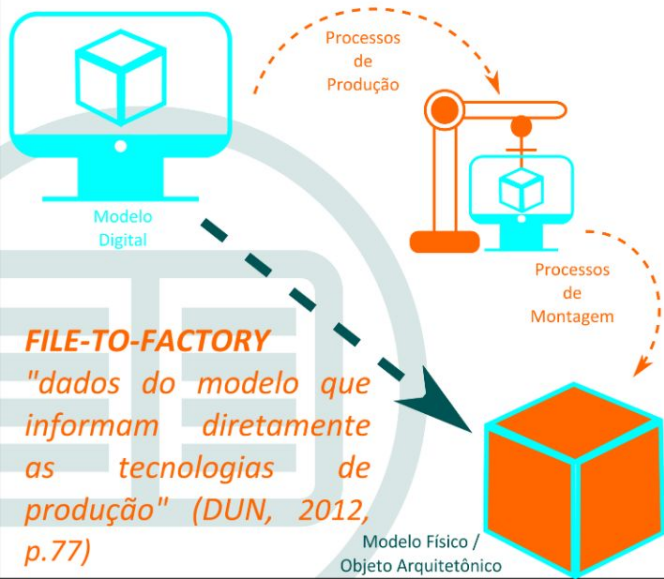 Processos
de
Produção
Modelo
Digital
Processos
de
Montagem
FILE-TO-FACTORY
"dados do modelo que
informam diretamente
as tecnologias de
produção" (DUN, 2012,
p.77)
Modelo Físico /
Objeto Arquitetônico